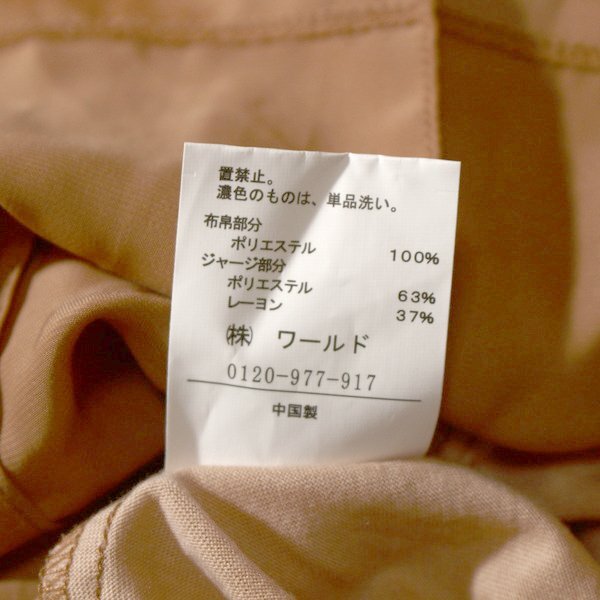 置禁止。
濃色のものは、単品洗い。
布帛部分
ポリエステル 100%
ジャージ部分
ポリエステル 63%
レーヨン 37%
㈱ ワールド
0120-977-917
中国製